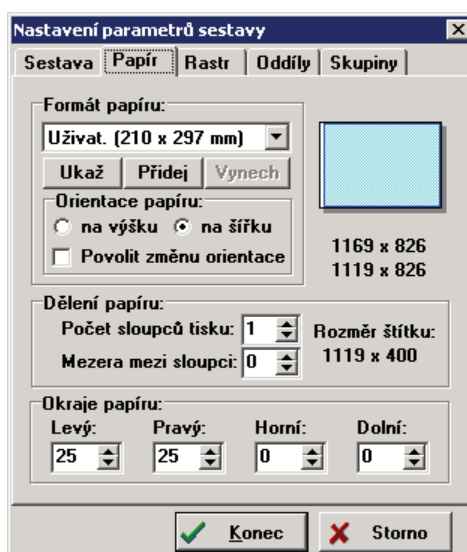 Nastavení parametrů sestavy
Sestava Papír Rastr Oddíly Skupiny
Formát papíru:
Uživat. (210 x 297 mm)
Ukaž Přidej Vynech
Orientace papíru:
na výšku na šířku
Povolit změnu orientace
1169 x 826
1119 x 826
Dělení papíru:
Počet sloupců tisku: 1
Mezera mezi sloupci: 0
Rozměr štítku:
1119 x 400
Okraje papíru:
Levý: Pravý: Horní: Dolní:
25 25 0 0
Konec Storno